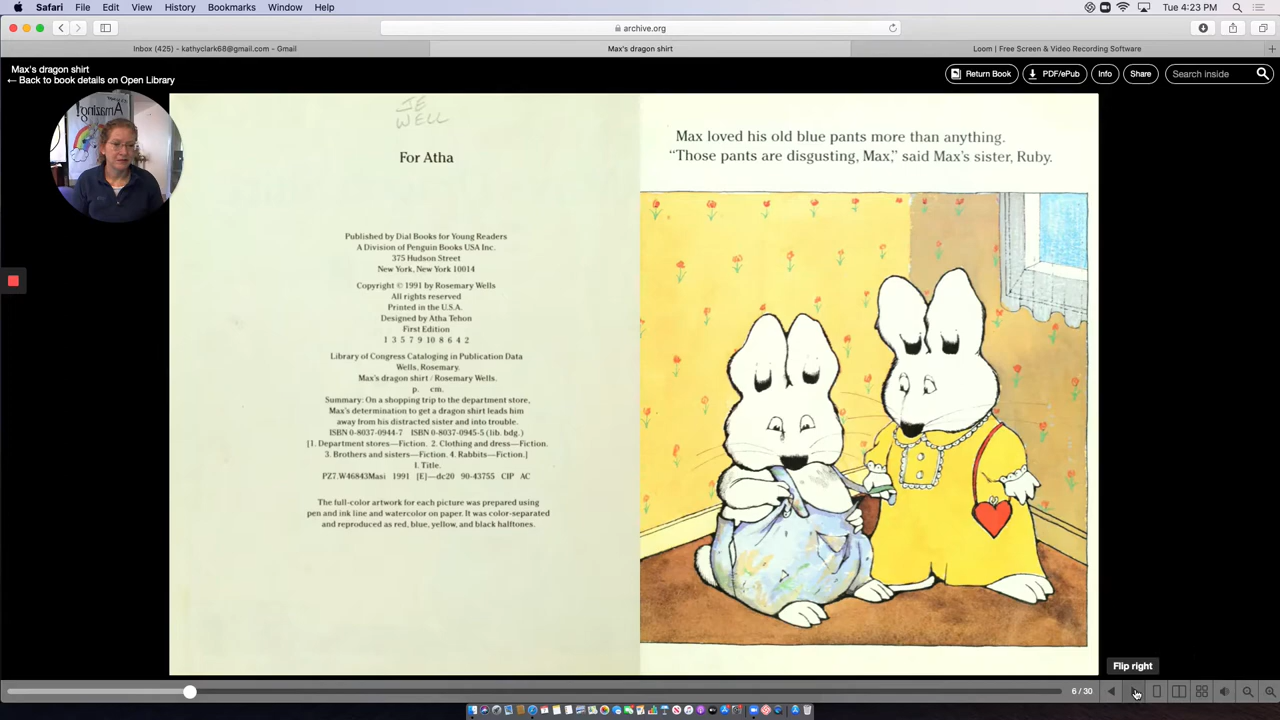 Safari File Edit View History Bookmarks Window Help
Tue 4:23 PM
archive.org
Inbox (425) - kathyclark68@gmail.com - Gmail
Max's dragon shirt
Loom | Free Screen & Video Recording Software
Max's dragon shirt
← Back to book details on Open Library
Return Book
PDF/ePub
Info
Share
Search inside
Amazing!
JE
WELL
For Atha
Published by Dial Books for Young Readers
A Division of Penguin Books USA Inc.
375 Hudson Street
New York, New York 10014
Copyright © 1991 by Rosemary Wells
All rights reserved
Printed in the U.S.A.
Designed by Atha Tehon
First Edition
1 3 5 7 9 10 8 6 4 2
Library of Congress Cataloging in Publication Data
Wells, Rosemary.
Max's dragon shirt / Rosemary Wells.
p. cm.
Summary: On a shopping trip to the department store,
Max's determination to get a dragon shirt leads him
away from his distracted sister and into trouble.
ISBN 0-8037-0944-7 ISBN 0-8037-0945-5 (lib. bdg.)
[1. Department stores—Fiction. 2. Clothing and dress—Fiction.
3. Brothers and sisters—Fiction. 4. Rabbits—Fiction.]
I. Title.
PZ7.W46843Masi 1991 [E]—dc20 90-43755 CIP AC
The full-color artwork for each picture was prepared using
pen and ink line and watercolor on paper. It was color-separated
and reproduced as red, blue, yellow, and black halftones.
Max loved his old blue pants more than anything.
“Those pants are disgusting, Max,” said Max's sister, Ruby.
Flip right
6 / 30